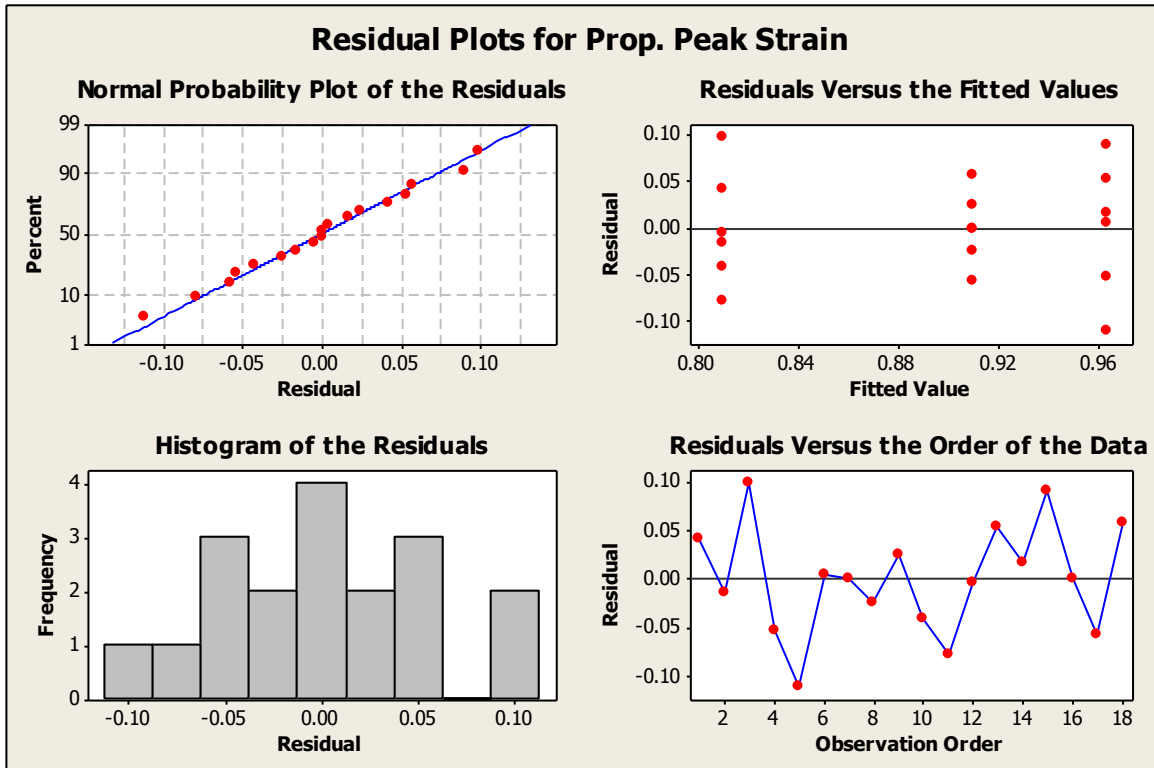 Residual Plots for Prop. Peak Strain
Normal Probability Plot of the Residuals
Percent
99
90
50
10
1
-0.10 -0.05 0.00 0.05 0.10
Residual
Residuals Versus the Fitted Values
Residual
0.10
0.05
0.00
-0.05
-0.10
0.80 0.84 0.88 0.92 0.96
Fitted Value
Histogram of the Residuals
Frequency
4
3
2
1
0
-0.10 -0.05 0.00 0.05 0.10
Residual
Residuals Versus the Order of the Data
Residual
0.10
0.05
0.00
-0.05
-0.10
2 4 6 8 10 12 14 16 18
Observation Order